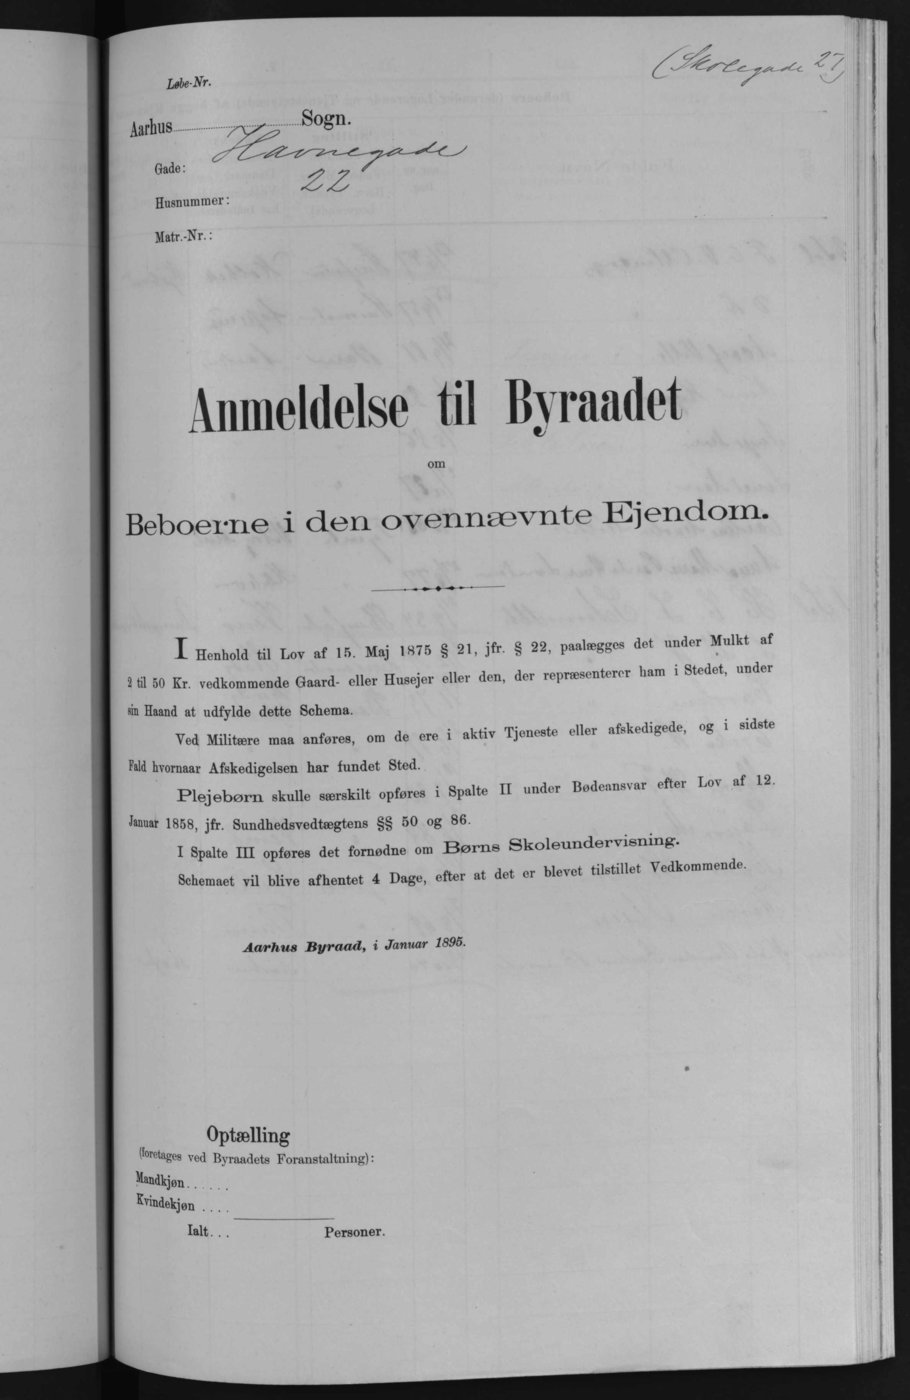 (Skolegade 27)
Løbe-Nr.
Aarhus Sogn.
Gade: Havnegade
Husnummer: 22
Matr.-Nr.:
Anmeldelse til Byraadet
om
Beboerne i den ovennævnte Ejendom.
I Henhold til Lov af 15. Maj 1875 § 21, jfr. § 22, paalægges det under Mulkt af
2 til 50 Kr. vedkommende Gaard- eller Husejer eller den, der repræsenterer ham i Stedet, under
sin Haand at udfylde dette Schema.
Ved Militære maa anføres, om de ere i aktiv Tjeneste eller afskedigede, og i sidste
Fald hvornaar Afskedigelsen har fundet Sted.
Plejebørn skulle særskilt opføres i Spalte II under Bødeansvar efter Lov af 12.
Januar 1858, jfr. Sundhedsvedtægtens §§ 50 og 86.
I Spalte III opføres det fornødne om Børns Skoleundervisning.
Schemaet vil blive afhentet 4 Dage, efter at det er blevet tilstillet Vedkommende.
Aarhus Byraad, i Januar 1895.
Optælling
(foretages ved Byraadets Foranstaltning):
Mandkjøn......
Kvindekjøn ....
Ialt... Personer.